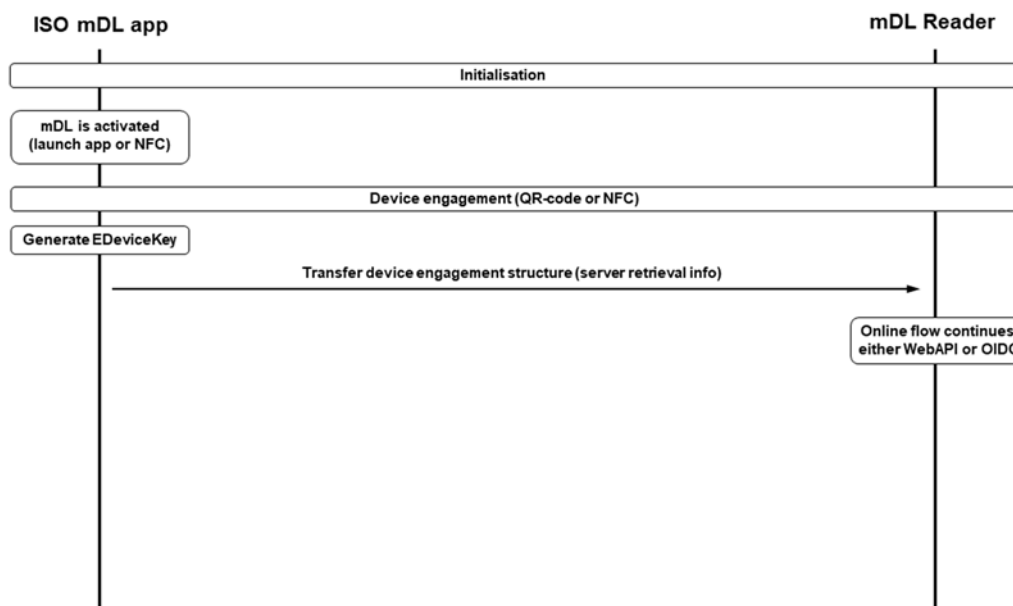 ISO mDL app
mDL Reader
Initialisation
mDL is activated
(launch app or NFC)
Device engagement (QR-code or NFC)
Generate EDeviceKey
Transfer device engagement structure (server retrieval info)
Online flow continues
either WebAPI or OIDC